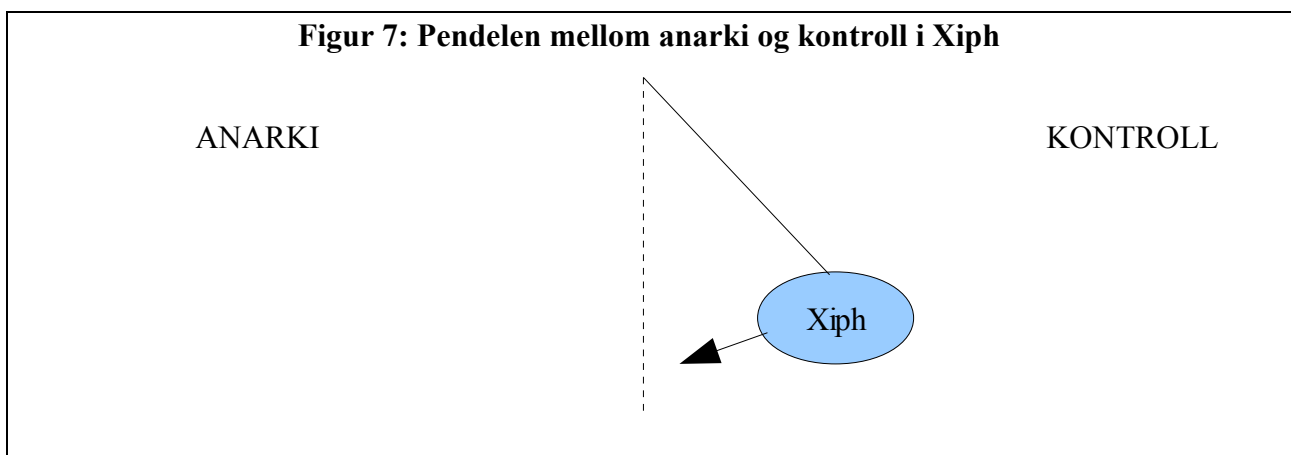 Figur 7: Pendelen mellom anarki og kontroll i Xiph
ANARKI
KONTROLL
Xiph